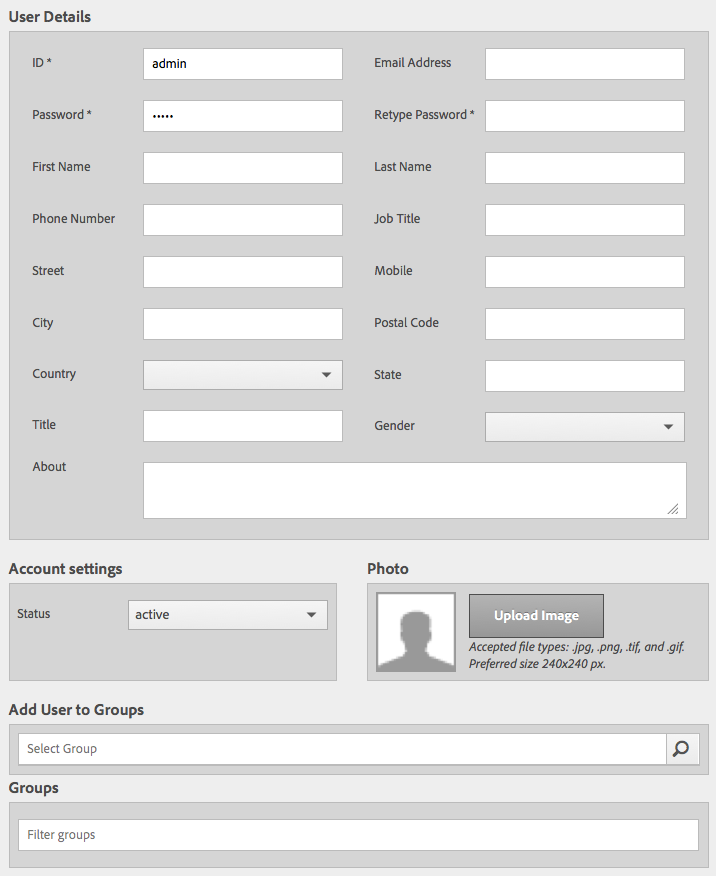 User Details
ID * admin Email Address
Password * ••••• Retype Password *
First Name Last Name
Phone Number Job Title
Street Mobile
City Postal Code
Country State
Title Gender
About
Account settings
Status active
Photo
Upload Image
Accepted file types: .jpg, .png, .tif, and .gif.
Preferred size 240x240 px.
Add User to Groups
Select Group
Groups
Filter groups